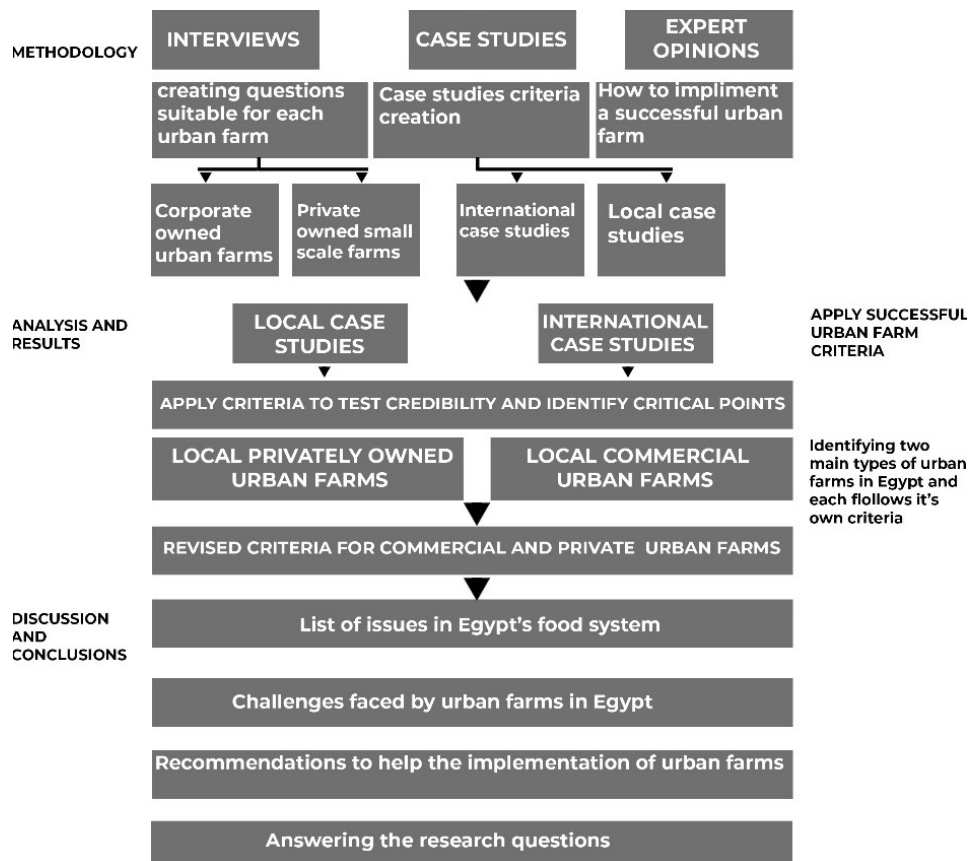 METHODOLOGY
INTERVIEWS
CASE STUDIES
EXPERT
OPINIONS
creating questions
suitable for each
urban farm
Case studies criteria
creation
How to impliment
a successful urban
farm
Corporate
owned
urban farms
Private
owned small
scale farms
International
case studies
Local case
studies
ANALYSIS AND
RESULTS
LOCAL CASE
STUDIES
INTERNATIONAL
CASE STUDIES
APPLY SUCCESSFUL
URBAN FARM
CRITERIA
APPLY CRITERIA TO TEST CREDIBILITY AND IDENTIFY CRITICAL POINTS
LOCAL PRIVATELY OWNED
URBAN FARMS
LOCAL COMMERCIAL
URBAN FARMS
Identifying two
main types of urban
farms in Egypt and
each flollows it's
own criteria
REVISED CRITERIA FOR COMMERCIAL AND PRIVATE URBAN FARMS
DISCUSSION
AND
CONCLUSIONS
List of issues in Egypt's food system
Challenges faced by urban farms in Egypt
Recommendations to help the implementation of urban farms
Answering the research questions